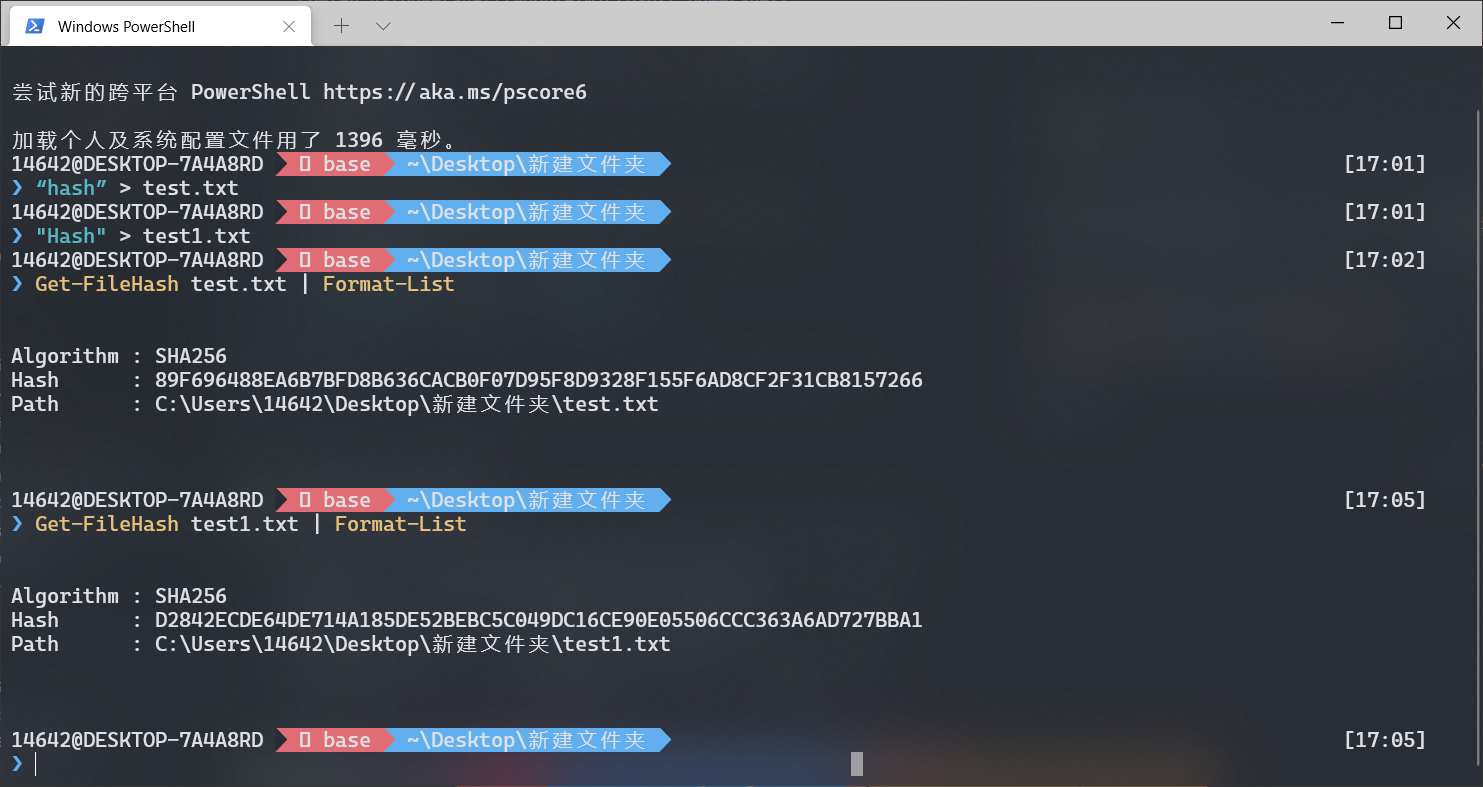 Windows PowerShell
尝试新的跨平台 PowerShell https://aka.ms/pscore6
加载个人及系统配置文件用了 1396 毫秒。
14642@DESKTOP-7A4A8RD base ~\Desktop\新建文件夹 [17:01]
❯ “hash” > test.txt
14642@DESKTOP-7A4A8RD base ~\Desktop\新建文件夹 [17:01]
❯ "Hash" > test1.txt
14642@DESKTOP-7A4A8RD base ~\Desktop\新建文件夹 [17:02]
❯ Get-FileHash test.txt | Format-List
Algorithm : SHA256
Hash : 89F696488EA6B7BFD8B636CACB0F07D95F8D9328F155F6AD8CF2F31CB8157266
Path : C:\Users\14642\Desktop\新建文件夹\test.txt
14642@DESKTOP-7A4A8RD base ~\Desktop\新建文件夹 [17:05]
❯ Get-FileHash test1.txt | Format-List
Algorithm : SHA256
Hash : D2842ECDE64DE714A185DE52BEBC5C049DC16CE90E05506CCC363A6AD727BBA1
Path : C:\Users\14642\Desktop\新建文件夹\test1.txt
14642@DESKTOP-7A4A8RD base ~\Desktop\新建文件夹 [17:05]
❯